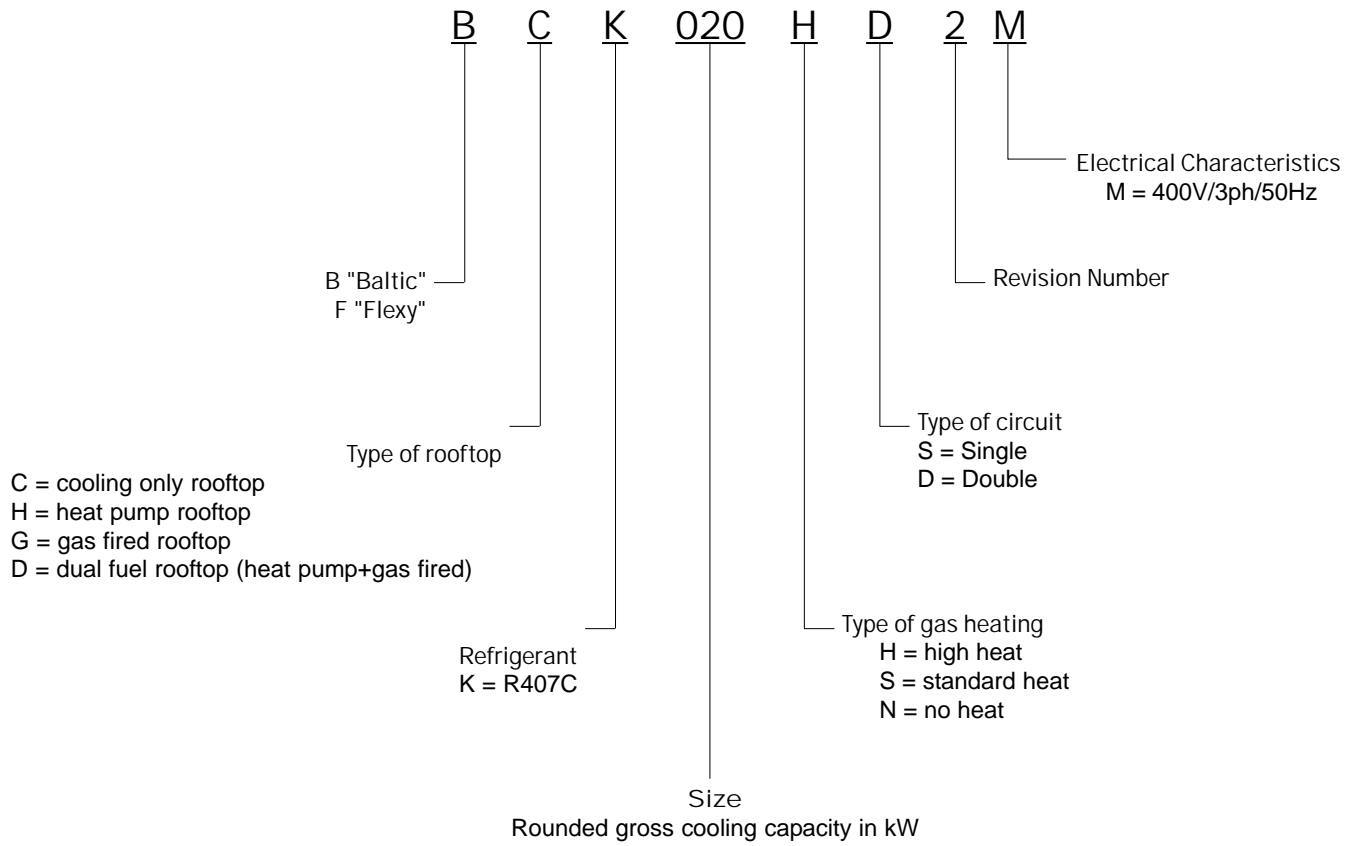 B C K 020 H D 2 M
Electrical Characteristics
M = 400V/3ph/50Hz
B "Baltic"
F "Flexy"
Revision Number
Type of rooftop
C = cooling only rooftop
H = heat pump rooftop
G = gas fired rooftop
D = dual fuel rooftop (heat pump+gas fired)
Type of circuit
S = Single
D = Double
Refrigerant
K = R407C
Type of gas heating
H = high heat
S = standard heat
N = no heat
Size
Rounded gross cooling capacity in kW